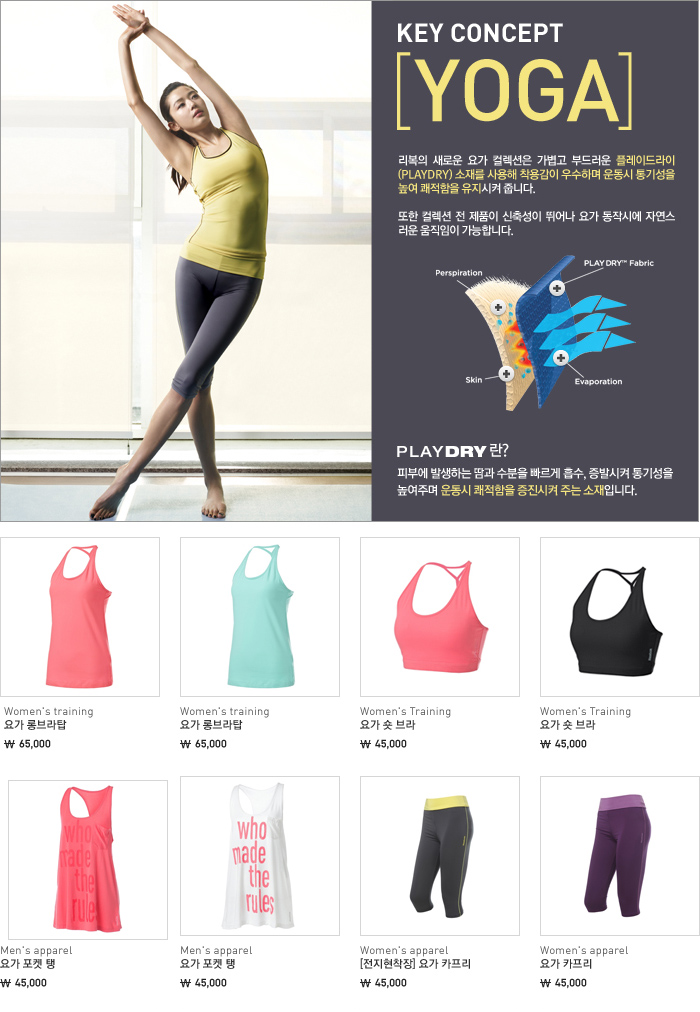 KEY CONCEPT
[YOGA]
리복의 새로운 요가 컬렉션은 가볍고 부드러운 플레이드라이
(PLAYDRY) 소재를 사용해 착용감이 우수하며 운동시 통기성을
높여 쾌적함을 유지시켜 줍니다.
또한 컬렉션 전 제품이 신축성이 뛰어나 요가 동작시에 자연스
러운 움직임이 가능합니다.
PLAYDRY™ Fabric
Perspiration
Skin
Evaporation
PLAYDRY란?
피부에 발생하는 땀과 수분을 빠르게 흡수, 증발시켜 통기성을
높여주며 운동시 쾌적함을 증진시켜 주는 소재입니다.
Women's training
요가 롱브라탑
₩ 65,000
Women's training
요가 롱브라탑
₩ 65,000
Women's Training
요가 숏 브라
₩ 45,000
Women's Training
요가 숏 브라
₩ 45,000
who
made
the
rules
who
made
the
rules
Men's apparel
요가 포켓 탱
₩ 45,000
Men's apparel
요가 포켓 탱
₩ 45,000
Women's apparel
[전지현착장] 요가 카프리
₩ 45,000
Women's apparel
요가 카프리
₩ 45,000